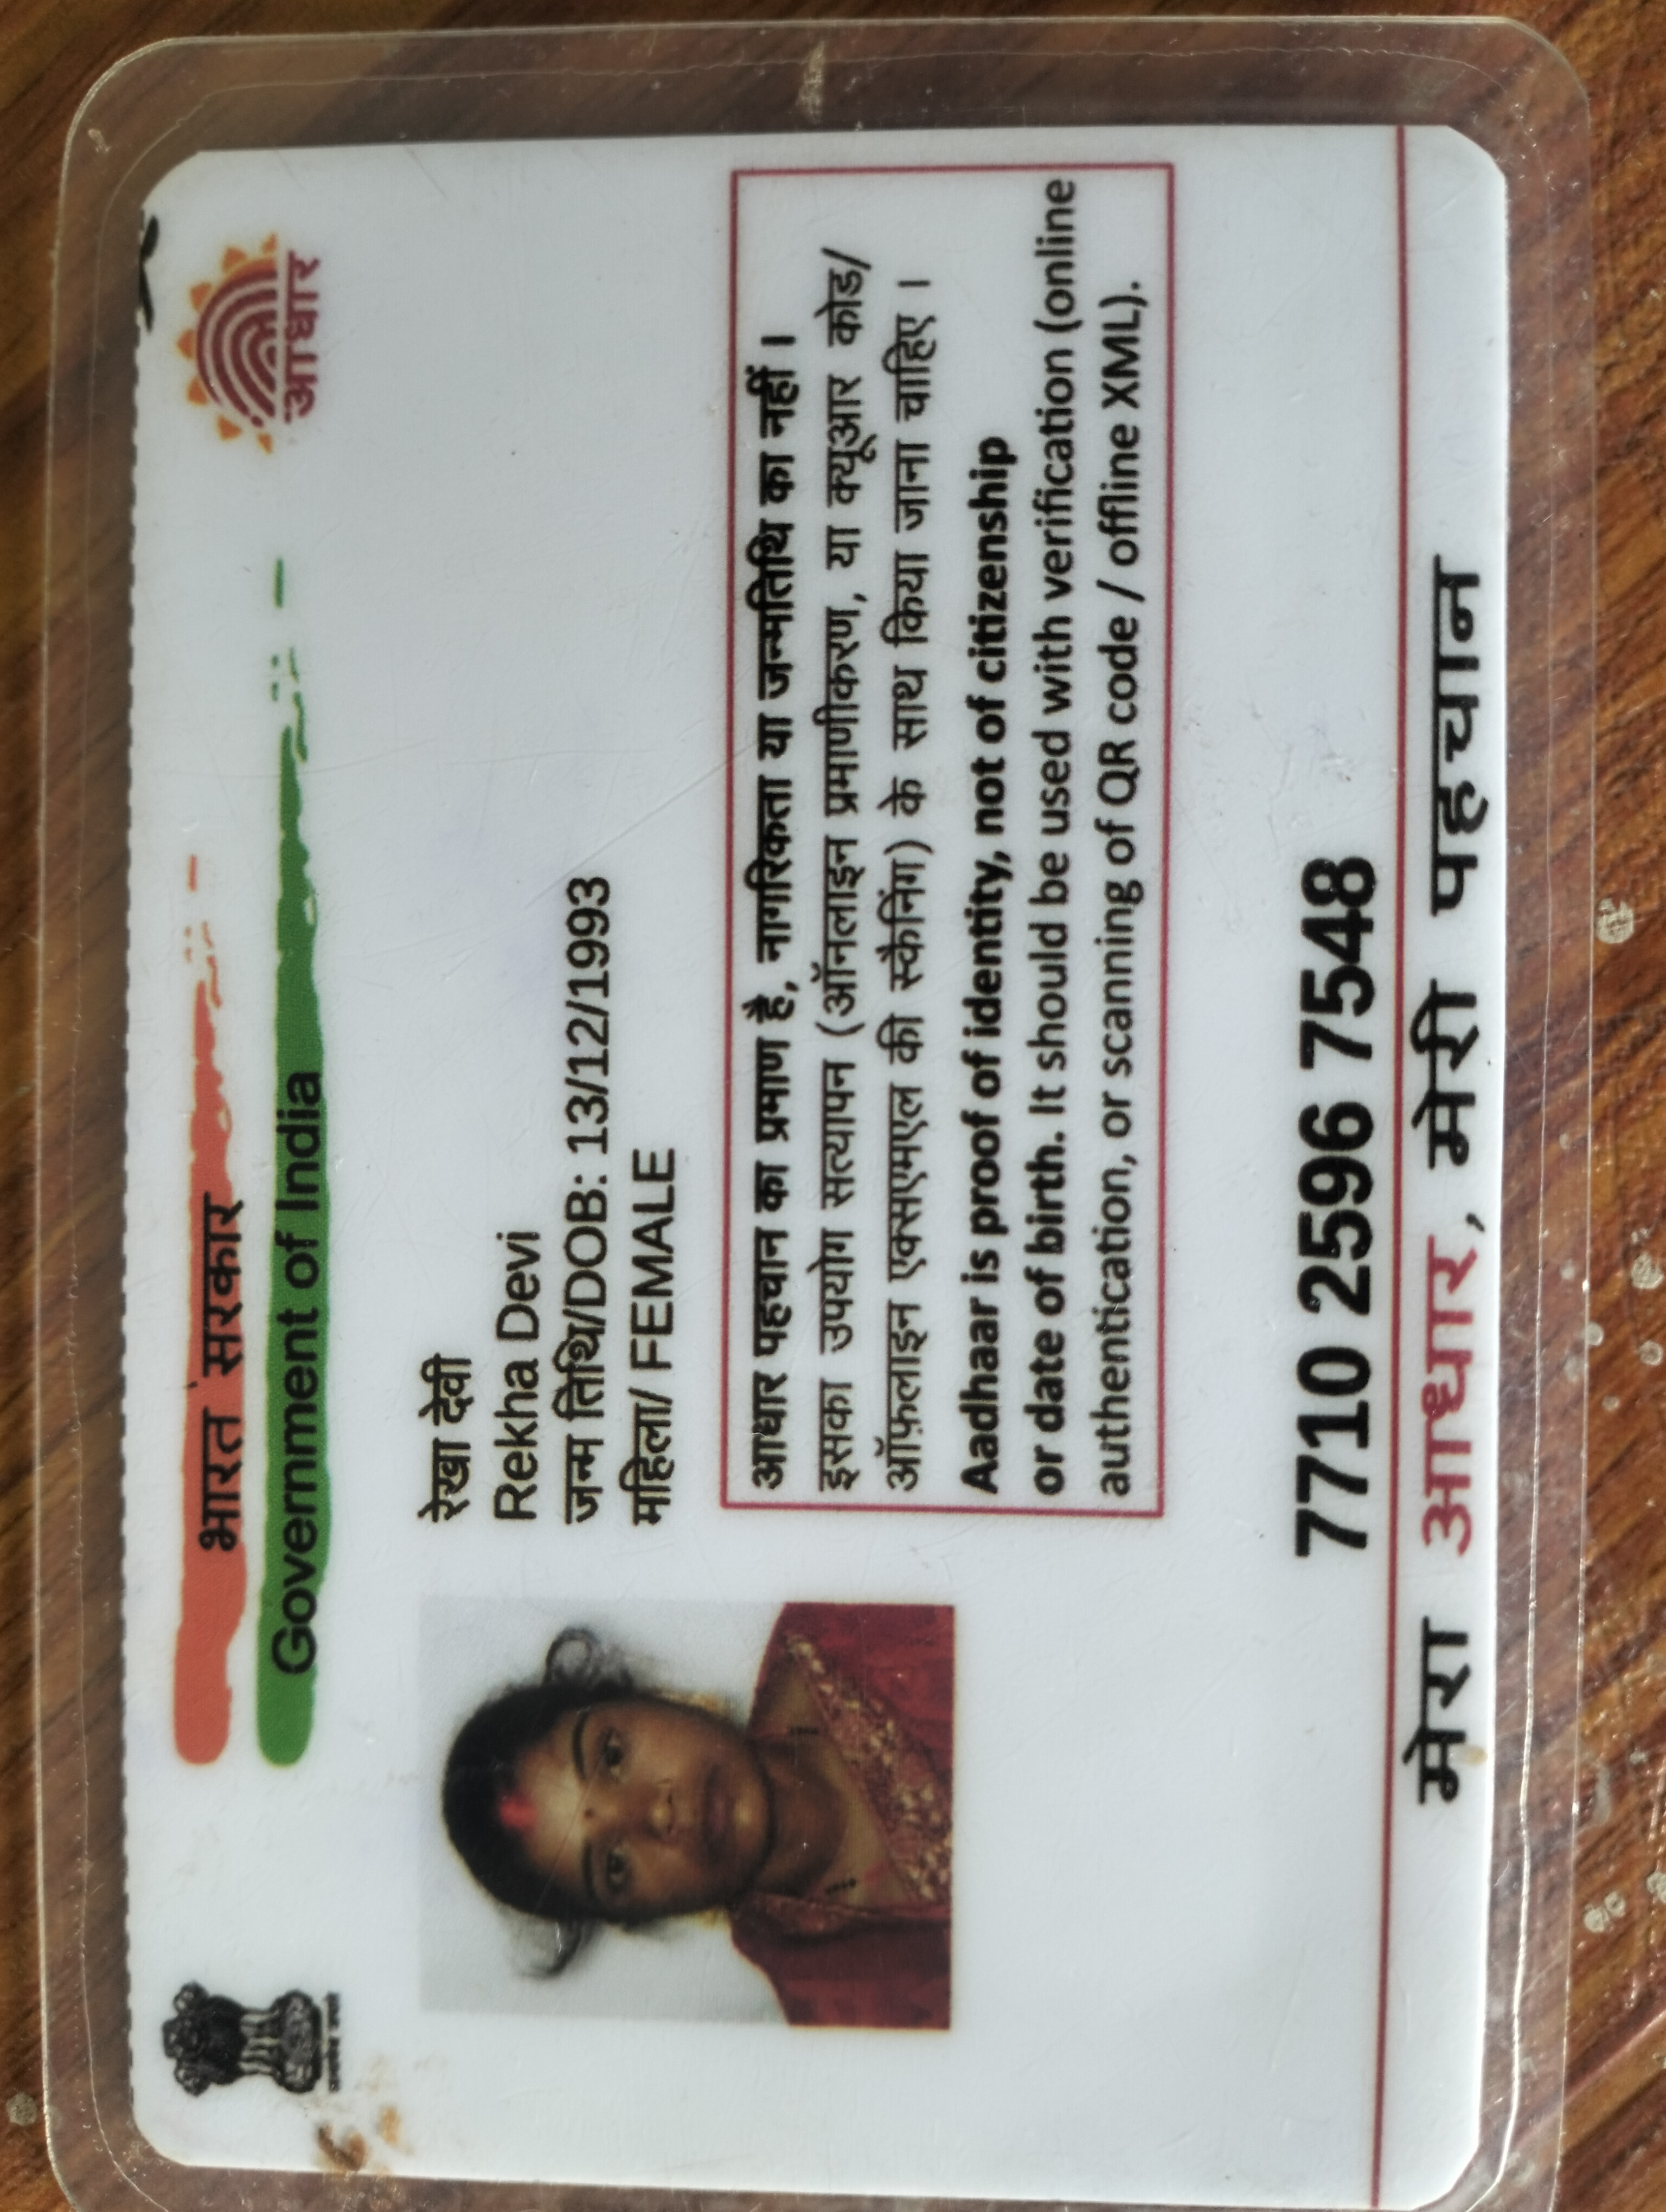 भारत सरकार
Government of India
आधार
रेखा देवी
Rekha Devi
जन्म तिथि/DOB: 13/12/1993
महिला/ FEMALE
आधार पहचान का प्रमाण है, नागरिकता या जन्मतिथि का नहीं ।
इसका उपयोग सत्यापन (ऑनलाइन प्रमाणीकरण, या क्यूआर कोड/
ऑफ़लाइन एक्सएमएल की स्कैनिंग) के साथ किया जाना चाहिए ।
Aadhaar is proof of identity, not of citizenship
or date of birth. It should be used with verification (online
authentication, or scanning of QR code / offline XML).
7710 2596 7548
मेरा आधार, मेरी पहचान